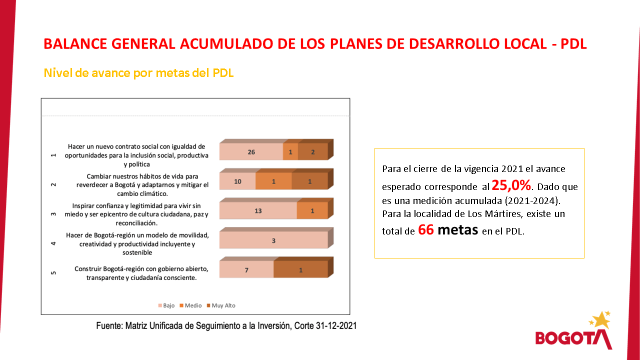 BALANCE GENERAL ACUMULADO DE LOS PLANES DE DESARROLLO LOCAL - PDL
Nivel de avance por metas del PDL
1
Hacer un nuevo contrato social con igualdad de
oportunidades para la inclusión social, productiva
y política
26 1 2
2
Cambiar nuestros hábitos de vida para
reverdecer a Bogotá y adaptarnos y mitigar el
cambio climático.
10 1 1
3
Inspirar confianza y legitimidad para vivir sin
miedo y ser epicentro de cultura ciudadana, paz y
reconciliación.
13 1
4
Hacer de Bogotá-región un modelo de movilidad,
creatividad y productividad incluyente y
sostenible
3
5
Construir Bogotá-región con gobierno abierto,
transparente y ciudadanía consciente.
7 1
Bajo Medio Muy Alto
Para el cierre de la vigencia 2021 el avance
esperado corresponde al 25,0%. Dado que
es una medición acumulada (2021-2024).
Para la localidad de Los Mártires, existe un
total de 66 metas en el PDL.
Fuente: Matriz Unificada de Seguimiento a la Inversión, Corte 31-12-2021
BOGOTA